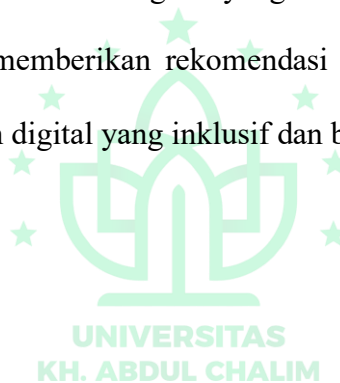 memberikan rekomendasi
digital yang inklusif dan
UNIVERSITAS
KH. ABDUL CHALIM